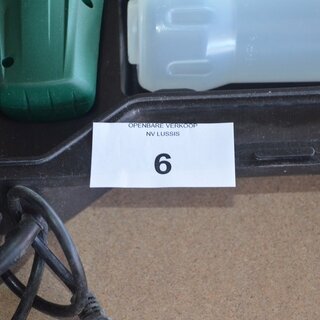 OPENBARE VERKOOP
NV LUSSIS
6